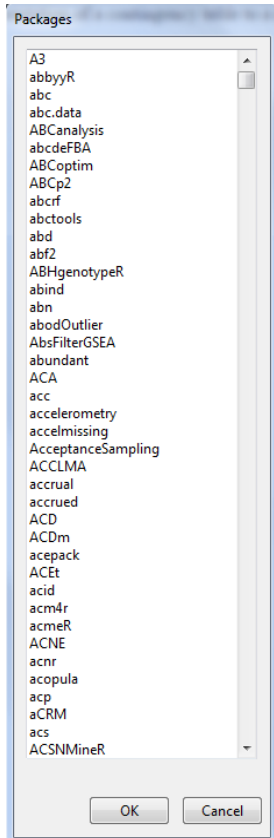 Packages
A3
abbyyR
abc
abc.data
ABCanalysis
abcdeFBA
ABCoptim
ABCp2
abcrf
abctools
abd
abf2
ABHgenotypeR
abind
abn
abodOutlier
AbsFilterGSEA
abundant
ACA
acc
accelerometry
accelmissing
AcceptanceSampling
ACCLMA
accrual
accrued
ACD
ACDm
acepack
ACEt
acid
acm4r
acmeR
ACNE
acnr
acopula
acp
aCRM
acs
ACSNMineR
OK Cancel